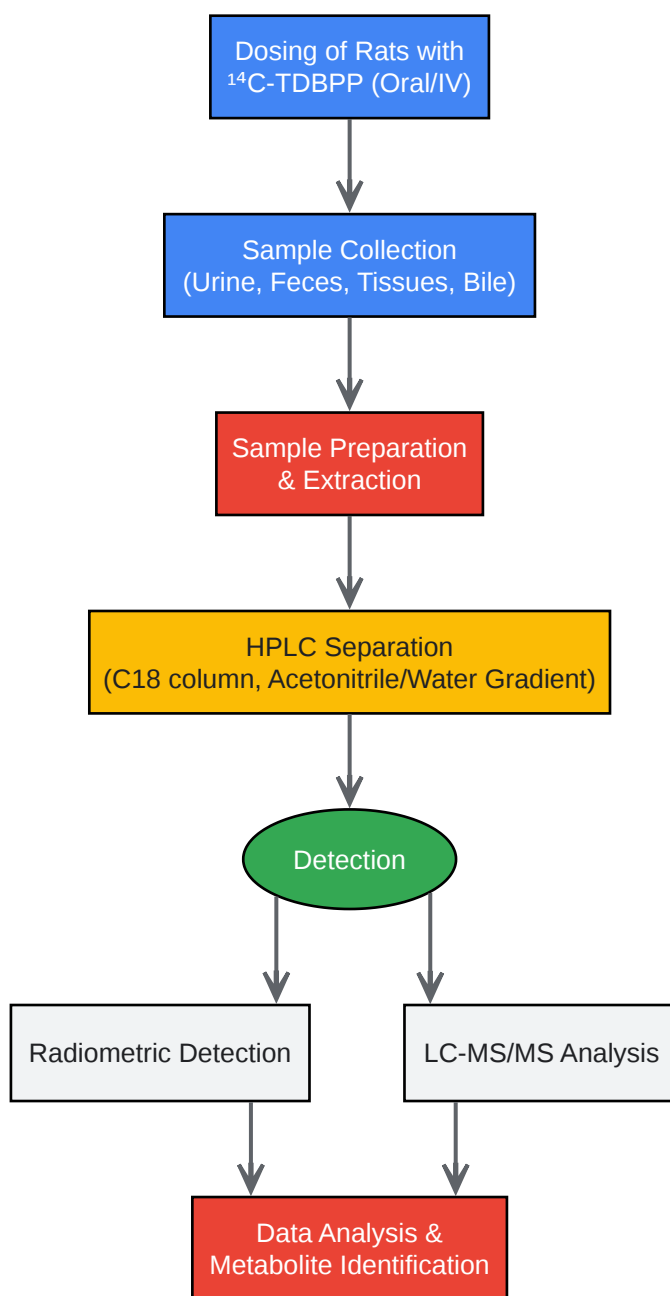 Dosing of Rats with
¹⁴C-TDBPP (Oral/IV)
Sample Collection
(Urine, Feces, Tissues, Bile)
Sample Preparation
& Extraction
HPLC Separation
(C18 column, Acetonitrile/Water Gradient)
Detection
Radiometric Detection
LC-MS/MS Analysis
Data Analysis &
Metabolite Identification